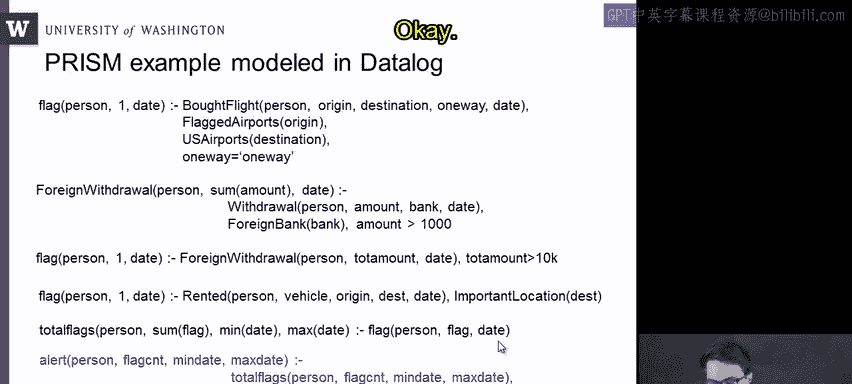 GPT中英字幕课程资源@bilibili.com
W UNIVERSITY of WASHINGTON
Okay.
PRISM example modeled in Datalog
flag(person, 1, date) :- BoughtFlight(person, origin, destination, oneway, date),
FlaggedAirports(origin),
USAirports(destination),
oneway=‘oneway’
ForeignWithdrawal(person, sum(amount), date) :-
Withdrawal(person, amount, bank, date),
ForeignBank(bank), amount > 1000
flag(person, 1, date) :- ForeignWithdrawal(person, totamount, date), totamount>10k
flag(person, 1, date) :- Rented(person, vehicle, origin, dest, date), ImportantLocation(dest)
totalflags(person, sum(flag), min(date), max(date) :- flag(person, flag, date)
alert(person, flagcnt, mindate, maxdate) :-
totalflags(person, flagcnt, mindate, maxdate),